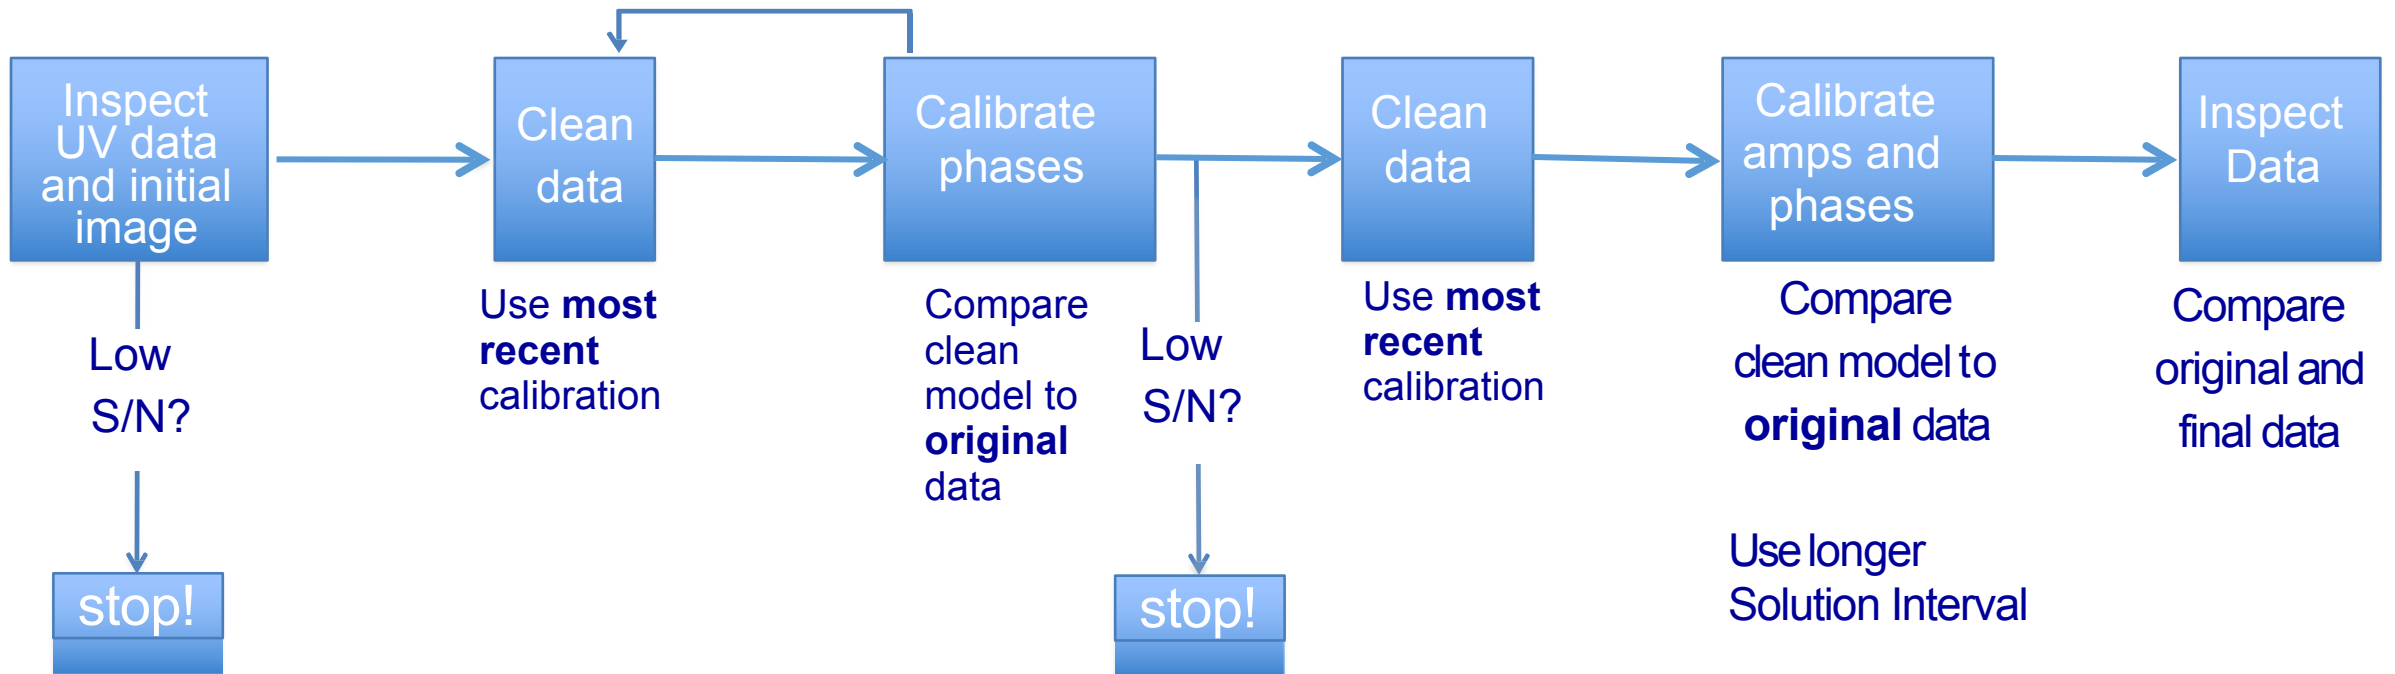 Inspect
UV data
and initial
image
Clean
data
Calibrate
phases
Clean
data
Calibrate
amps and
phases
Inspect
Data
Low
S/N?
stop!
Use most
recent
calibration
Compare
clean
model to
original
data
Low
S/N?
stop!
Use most
recent
calibration
Compare
clean model to
original data
Use longer
Solution Interval
Compare
original and
final data